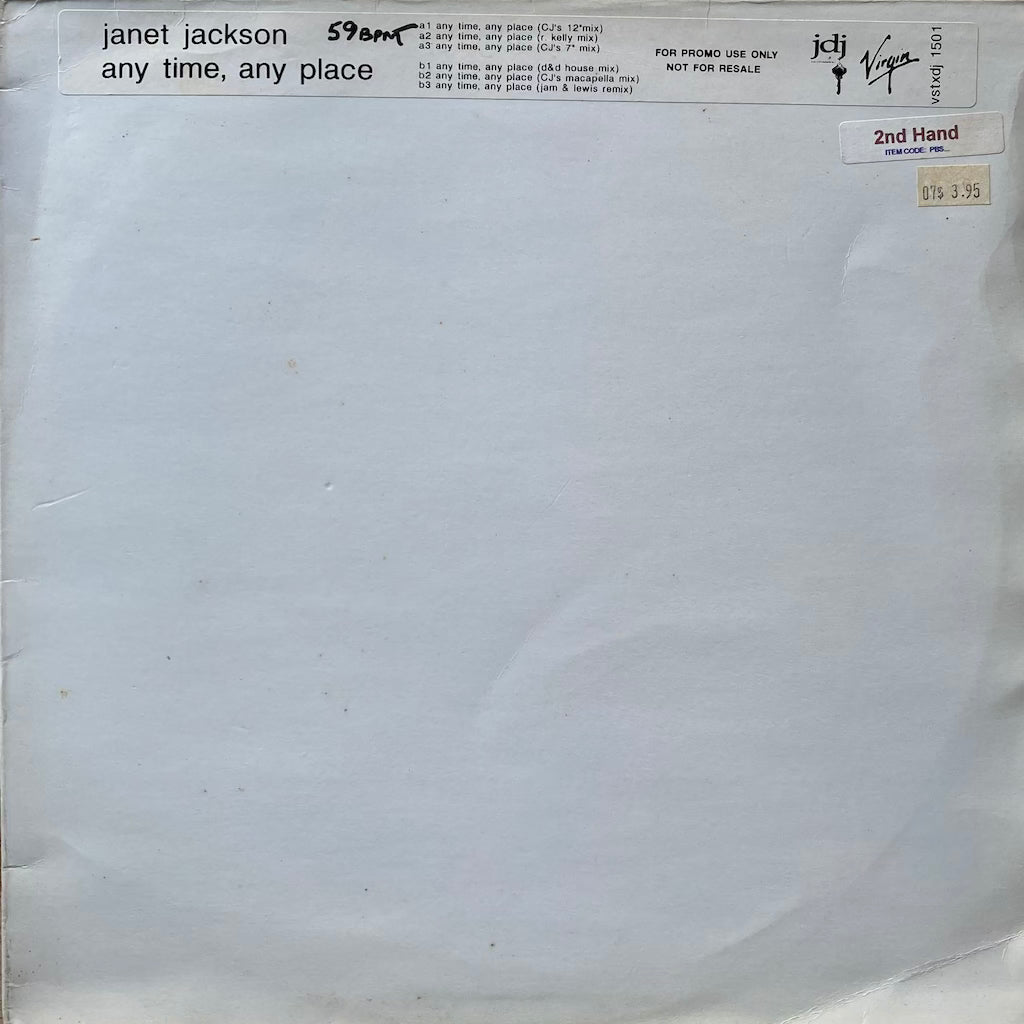 janet jackson
any time, any place
59BPM
a1 any time, any place (CJ's 12"mix)
a2 any time, any place (r. kelly mix)
a3 any time, any place (CJ's 7" mix)
b1 any time, any place (d&d house mix)
b2 any time, any place (CJ's macapella mix)
b3 any time, any place (jam & lewis remix)
FOR PROMO USE ONLY
NOT FOR RESALE
jdj
Virgin
vstxdj 1501
2nd Hand
ITEM CODE: PBS...
07$ 3.95